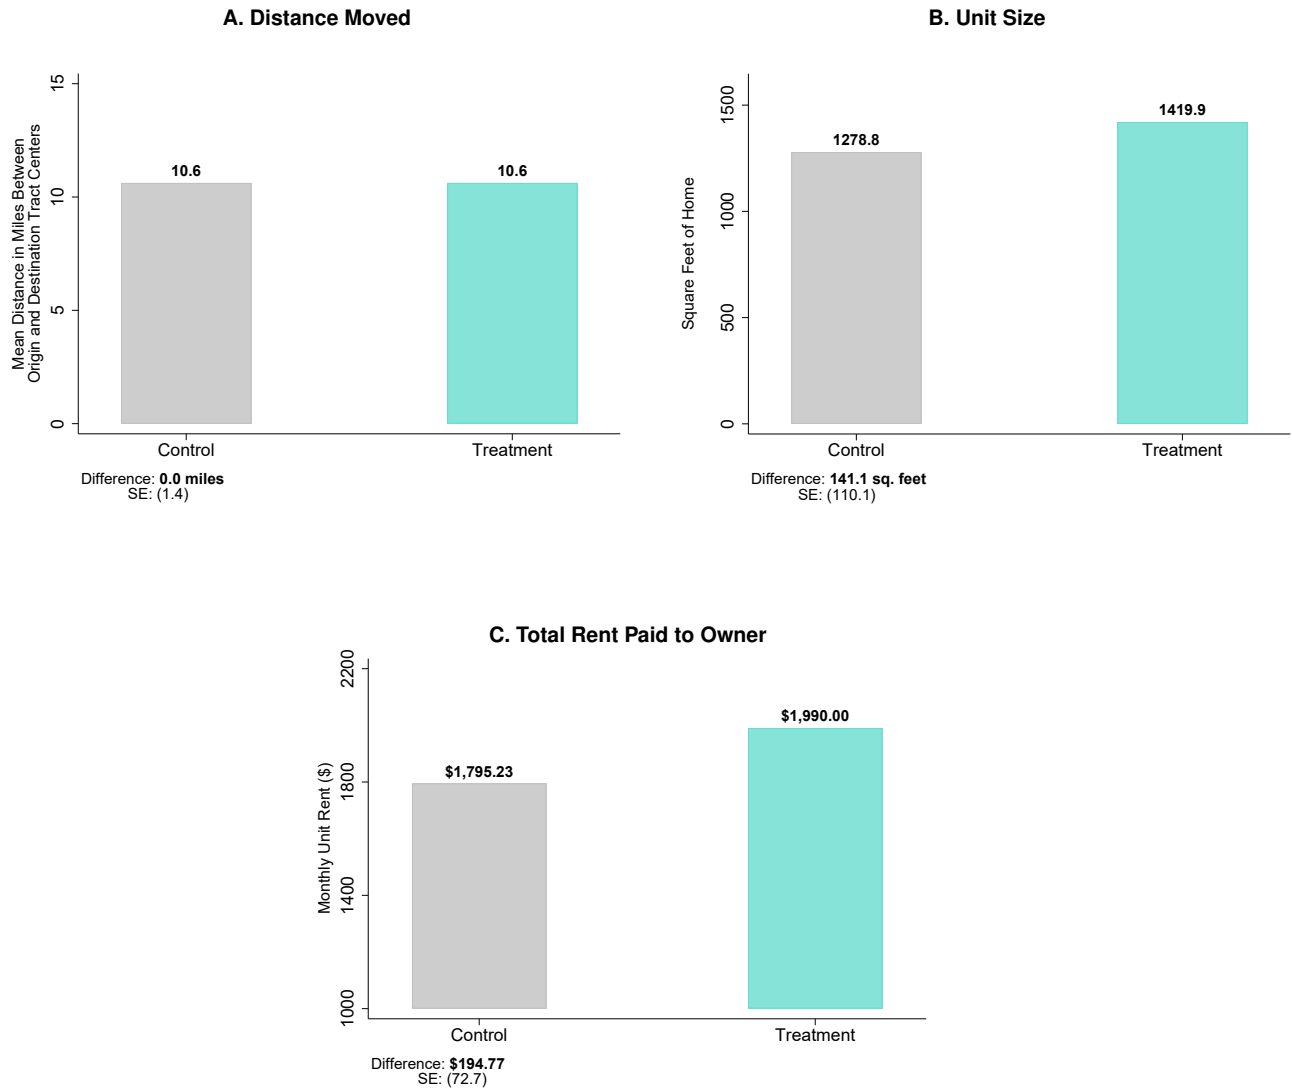 A. Distance Moved
Mean Distance in Miles Between
Origin and Destination Tract Centers
15
10
5
0
10.6
10.6
Control
Treatment
Difference: 0.0 miles
SE: (1.4)
B. Unit Size
Square Feet of Home
1500
1000
500
0
1278.8
1419.9
Control
Treatment
Difference: 141.1 sq. feet
SE: (110.1)
C. Total Rent Paid to Owner
Monthly Unit Rent ($)
2200
1800
1400
1000
$1,795.23
$1,990.00
Control
Treatment
Difference: $194.77
SE: (72.7)